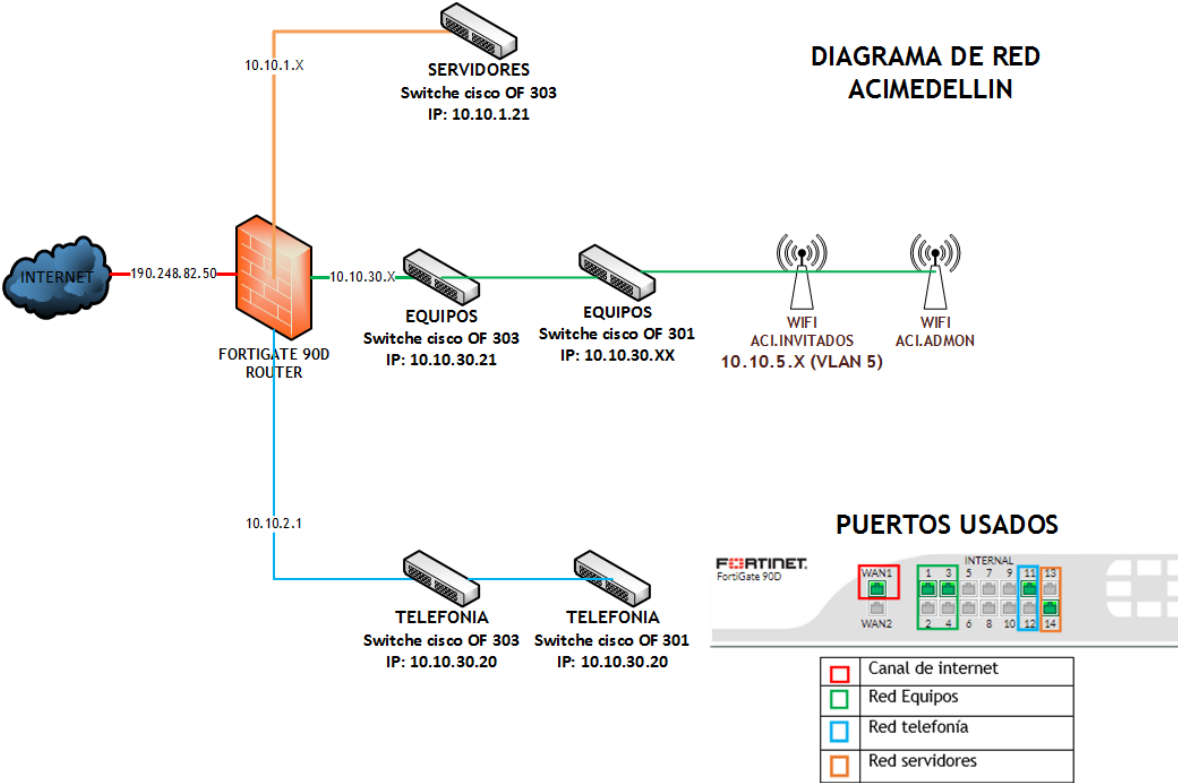 DIAGRAMA DE RED
ACIMEDELLIN
10.10.1.X
SERVIDORES
Switche cisco OF 303
IP: 10.10.1.21
INTERNET
190.248.82.50
FORTIGATE 90D
ROUTER
10.10.30.X
EQUIPOS
Switche cisco OF 303
IP: 10.10.30.21
EQUIPOS
Switche cisco OF 301
IP: 10.10.30.XX
WIFI
ACI.INVITADOS
10.10.5.X (VLAN 5)
WIFI
ACI.ADMON
10.10.2.1
TELEFONIA
Switche cisco OF 303
IP: 10.10.30.20
TELEFONIA
Switche cisco OF 301
IP: 10.10.30.20
PUERTOS USADOS
FORTINET.
FortiGate 90D
INTERNAL
WAN1 1 3 5 7 9 11 13
WAN2 2 4 6 8 10 12 14
Canal de internet
Red Equipos
Red telefonía
Red servidores